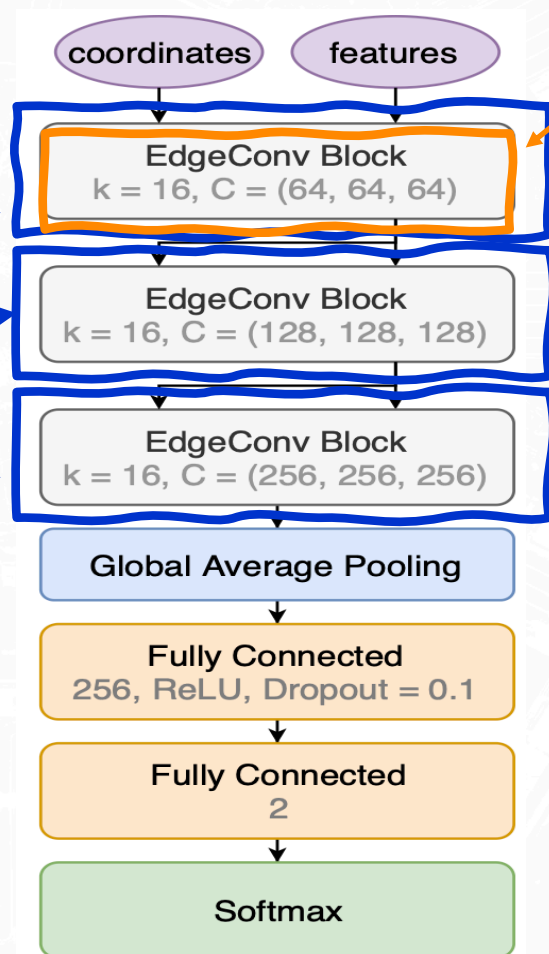 coordinates features
EdgeConv Block
k = 16, C = (64, 64, 64)
EdgeConv Block
k = 16, C = (128, 128, 128)
EdgeConv Block
k = 16, C = (256, 256, 256)
Global Average Pooling
Fully Connected
256, ReLU, Dropout = 0.1
Fully Connected
2
Softmax